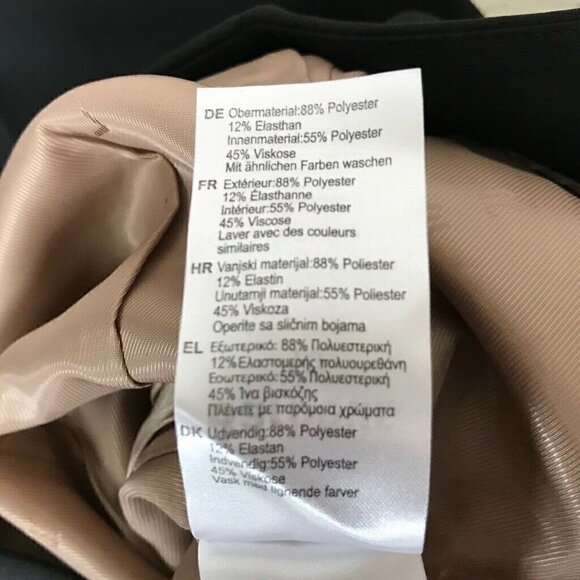 DE Obermaterial:88% Polyester
12% Elasthan
Innenmaterial:55% Polyester
45% Viskose
Mit ähnlichen Farben waschen
FR Extérieur:88% Polyester
12% Élasthanne
Intérieur:55% Polyester
45% Viscose
Laver avec des couleurs
similaires
HR Vanjski materijal:88% Poliester
12% Elastin
Unutarnji materijal:55% Poliester
45% Viskoza
Operite sa sličnim bojama
EL Εξωτερικό: 88% Πολυεστερική
12%Ελαστομερής πολυουρεθάνη
Εσωτερικό: 55% Πολυεστερική
45% Ίνα βισκόζης
Πλένετε με παρόμοια χρώματα
DK Udvendig:88% Polyester
12% Elastan
Indvendig:55% Polyester
45% Viskose
Vask med lignende farver